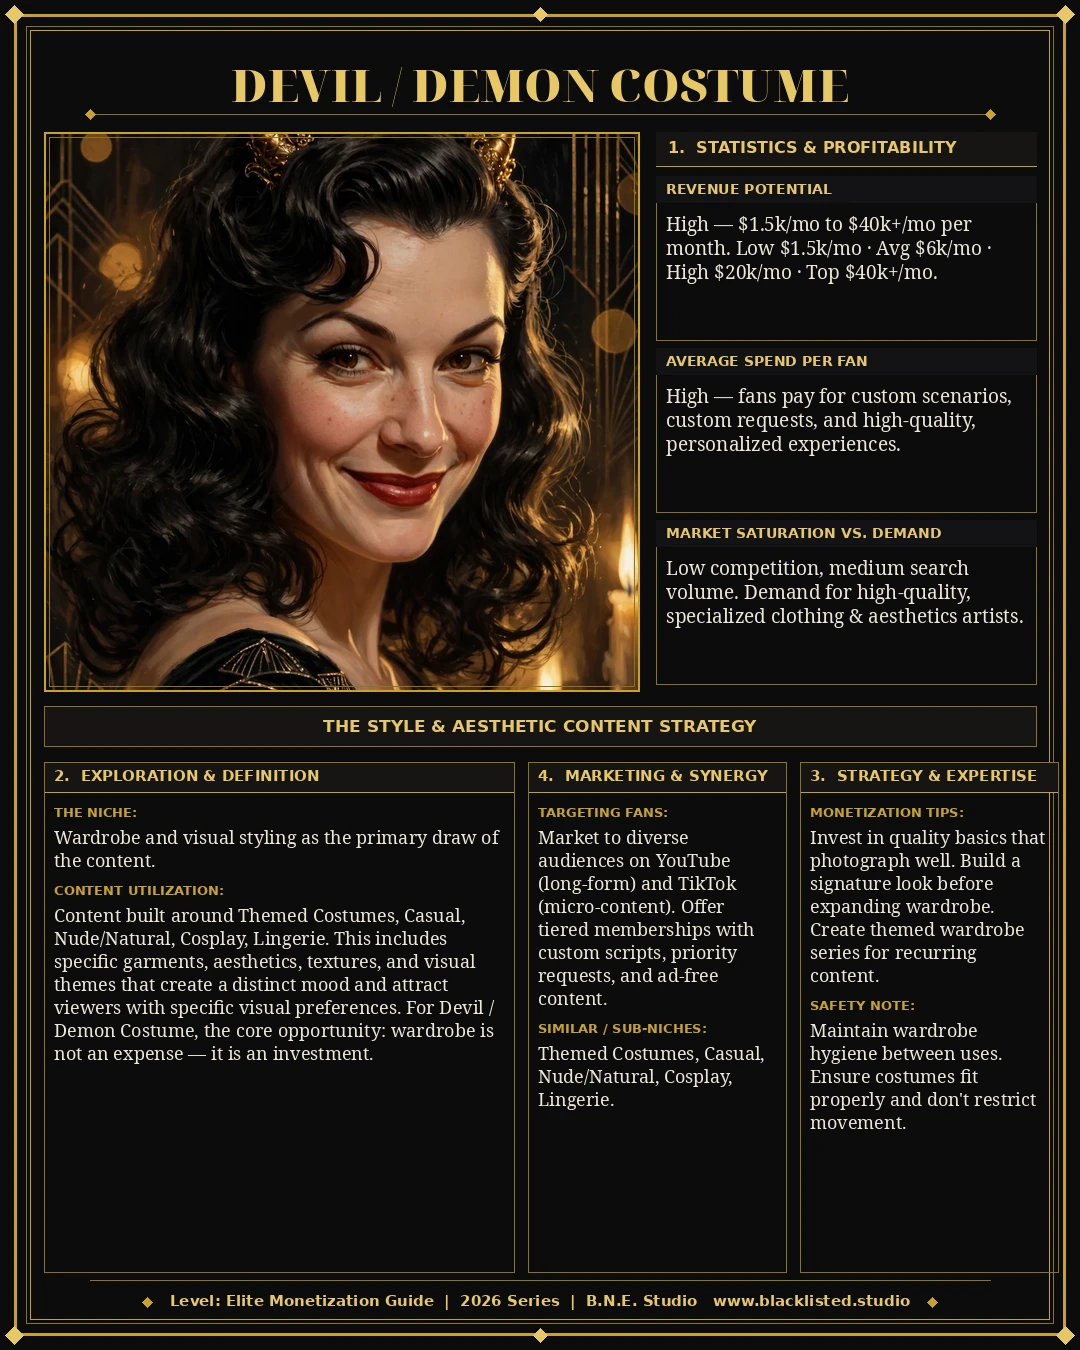 DEVIL / DEMON COSTUME
1. STATISTICS & PROFITABILITY
REVENUE POTENTIAL
High — $1.5k/mo to $40k+/mo per
month. Low $1.5k/mo · Avg $6k/mo ·
High $20k/mo · Top $40k+/mo.
AVERAGE SPEND PER FAN
High — fans pay for custom scenarios,
custom requests, and high-quality,
personalized experiences.
MARKET SATURATION VS. DEMAND
Low competition, medium search
volume. Demand for high-quality,
specialized clothing & aesthetics artists.
THE STYLE & AESTHETIC CONTENT STRATEGY
2. EXPLORATION & DEFINITION
THE NICHE:
Wardrobe and visual styling as the primary draw of
the content.
CONTENT UTILIZATION:
Content built around Themed Costumes, Casual,
Nude/Natural, Cosplay, Lingerie. This includes
specific garments, aesthetics, textures, and visual
themes that create a distinct mood and attract
viewers with specific visual preferences. For Devil /
Demon Costume, the core opportunity: wardrobe is
not an expense — it is an investment.
4. MARKETING & SYNERGY
TARGETING FANS:
Market to diverse
audiences on YouTube
(long-form) and TikTok
(micro-content). Offer
tiered memberships with
custom scripts, priority
requests, and ad-free
content.
SIMILAR / SUB-NICHES:
Themed Costumes, Casual,
Nude/Natural, Cosplay,
Lingerie.
3. STRATEGY & EXPERTISE
MONETIZATION TIPS:
Invest in quality basics that
photograph well. Build a
signature look before
expanding wardrobe.
Create themed wardrobe
series for recurring
content.
SAFETY NOTE:
Maintain wardrobe
hygiene between uses.
Ensure costumes fit
properly and don't restrict
movement.
Level: Elite Monetization Guide | 2026 Series | B.N.E. Studio www.blacklisted.studio